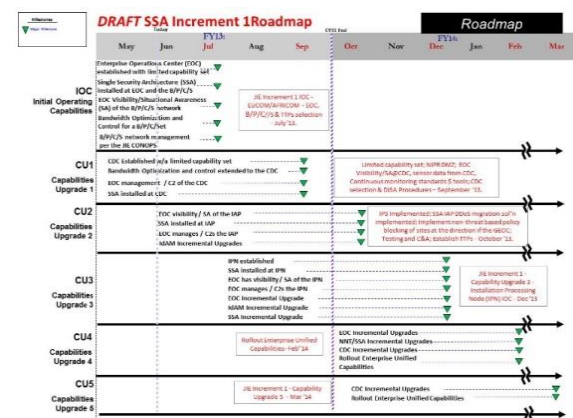 Milestones
Major Milestone
DRAFT SSA Increment 1Roadmap
Roadmap
Today
FY13:
CY13 End
FY14:
May Jun Jul Aug Sep Oct Nov Dec Jan Feb Mar
IOC
Initial Operating
Capabilities
Enterprise Operations Center (EOC)
established with limited capability set
Single Security Architecture (SSA)
installed at EOC and the B/P/C/S
EOC Visibility/Situational Awareness
(SA) of the B/P/C/S network
Bandwidth Optimization and
Control for a B/P/C/Set
B/P/C/S network management
per the JIE CONOPS
JIE Increment 1 IOC -
EUCOM/AFRICOM - EOC,
B/P/C/S & TTPs selection
- July '13.
CU1
Capabilities
Upgrade 1
CDC Established w/a limited capability set
Bandwidth Optimization and control extended to the CDC
EOC management / C2 of the CDC
SSA installed at CDC
Limited capability set; NIPR DMZ; EOC
Visibility/SA@CDC, sensor data from CDC,
Continuous monitoring standards & tools; CDC
selection & DISA Procedures - September '13.
CU2
Capabilities
Upgrade 2
EOC visibility / SA of the IAP
SSA installed at IAP
EOC manages / C2s the IAP
IdAM Incremental Upgrades
IPS Implemented; SSA IAP DDoS migration sol'n
implemented; Implement non-threat based policy
blocking of sites at the direction of the GEOC;
Testing and C&A; Establish TTPs - October '13.
CU3
Capabilities
Upgrade 3
IPN established
SSA installed at IPN
EOC has visibility / SA of the IPN
EOC manages / C2s the IPN
EOC Incremental Upgrade
IdAM Incremental Upgrades
SSA Incremental Upgrade
JIE Increment 1 -
Capability Upgrade 3 -
Installation Processing
Node (IPN) IOC - Dec '13
CU4
Capabilities
Upgrade 4
Rollout Enterprise Unified
Capabilities- Feb '14
EOC Incremental Upgrades
NNT/SSA Incremental Upgrades
CDC Incremental Upgrades
Rollout Enterprise Unified
Capabilities
CU5
Capabilities
Upgrade 5
JIE Increment 1 - Capability
Upgrade 5 - Mar '14
CDC Incremental Upgrades
Rollout Enterprise Unified Capabilities